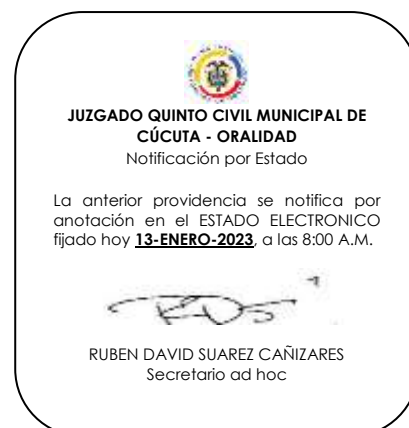 JUZGADO QUINTO CIVIL MUNICIPAL DE
CÚCUTA - ORALIDAD
Notificación por Estado
La anterior providencia se notifica por
anotación en el ESTADO ELECTRONICO
fijado hoy 13-ENERO-2023, a las 8:00 A.M.
RUBEN DAVID SUAREZ CAÑIZARES
Secretario ad hoc